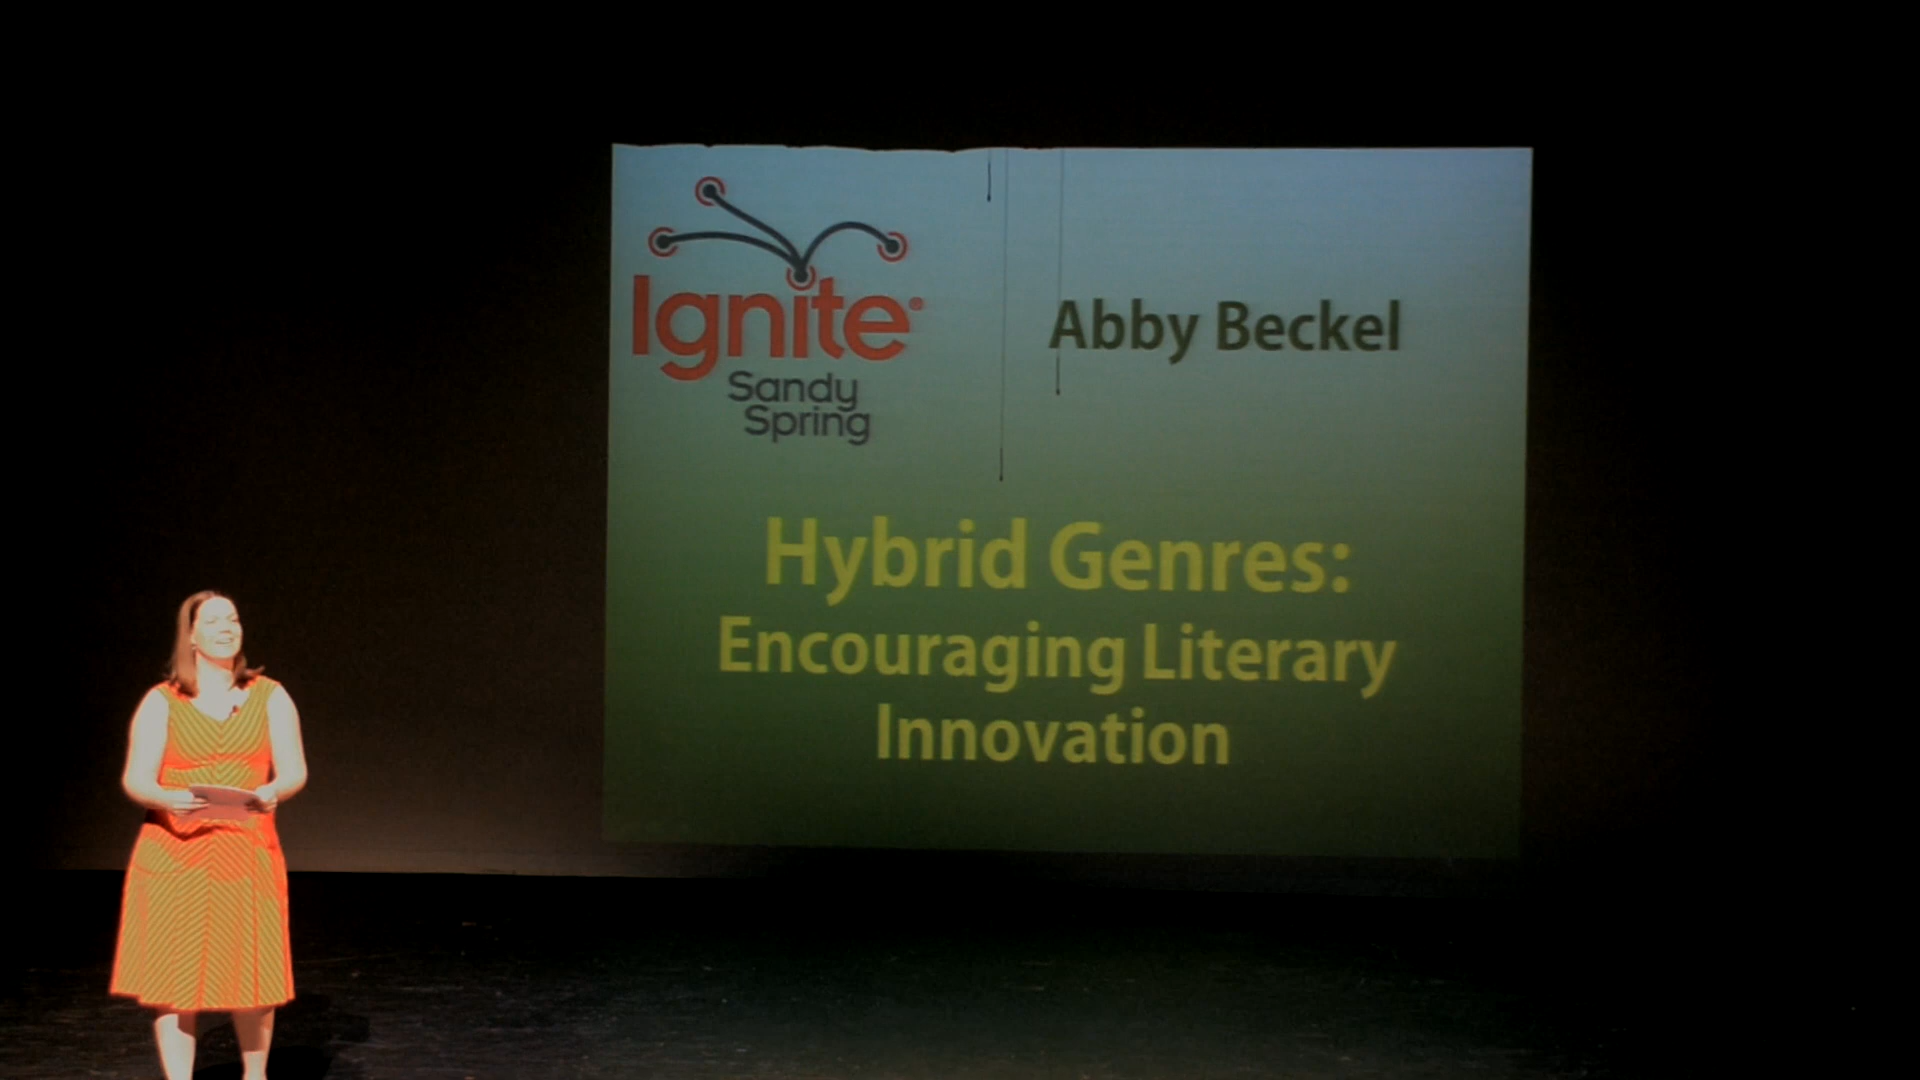 Ignite®
Sandy
Spring
Abby Beckel
Hybrid Genres:
Encouraging Literary
Innovation